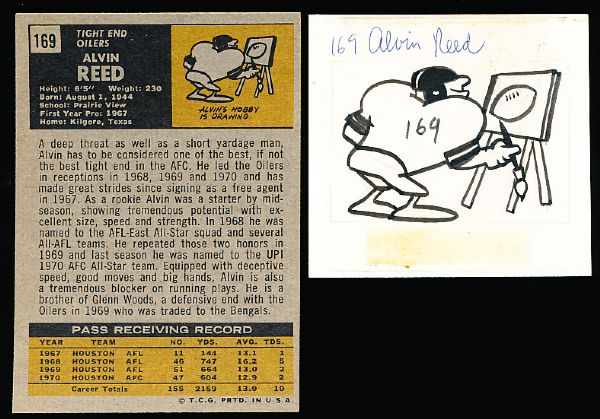 169
TIGHT END
OILERS
ALVIN
REED
Height: 6'5" Weight: 230
Born: August 1, 1944
School: Prairie View
First Year Pro: 1967
Home: Kilgore, Texas
ALVIN'S HOBBY
IS DRAWING
A deep threat as well as a short yardage man,
Alvin has to be considered one of the best, if
not the best tight end in the AFC. He led the Oilers
in receptions in 1968, 1969 and 1970 and has
made great strides since signing as a free agent
in 1967. As a rookie Alvin was a starter by mid-
season, showing tremendous potential with ex-
cellent size, speed and strength. In 1968 he was
named to the AFL-East All-Star squad and several
All-AFL teams. He repeated those two honors in
1969 and last season he was named to the UPI
1970 AFC All-Star team. Equipped with deceptive
speed, good moves and big hands, Alvin is also
a tremendous blocker on running plays. He is a
brother of Glenn Woods, a defensive end with the
Oilers in 1969 who was traded to the Bengals.
PASS RECEIVING RECORD
YEAR TEAM NO. YDS. AVG. TDS.
1967 HOUSTON AFL 11 144 13.1 1
1968 HOUSTON AFL 46 747 16.2 5
1969 HOUSTON AFL 51 664 13.0 2
1970 HOUSTON AFC 47 604 12.9 2
Career Totals 155 2159 13.9 10
© T.C.G. PRTD. IN U.S.A.
169 Alvin Reed
169